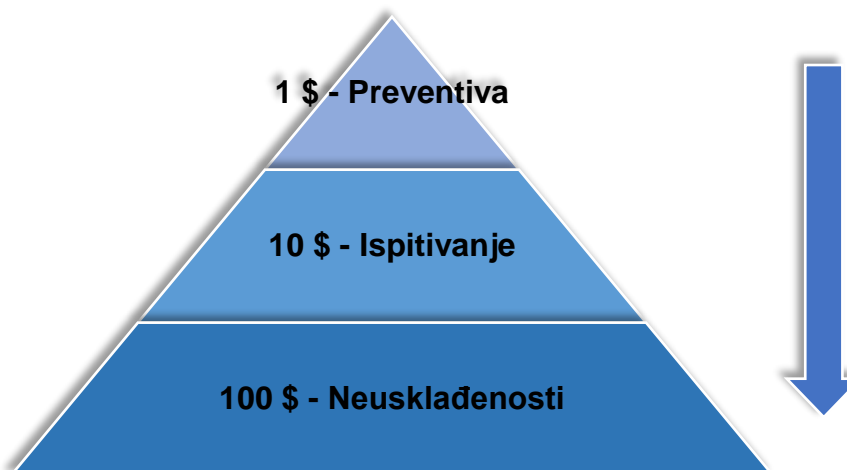 1 $ - Preventiva
10 $ - Ispitivanje
100 $ - Neusklađenosti